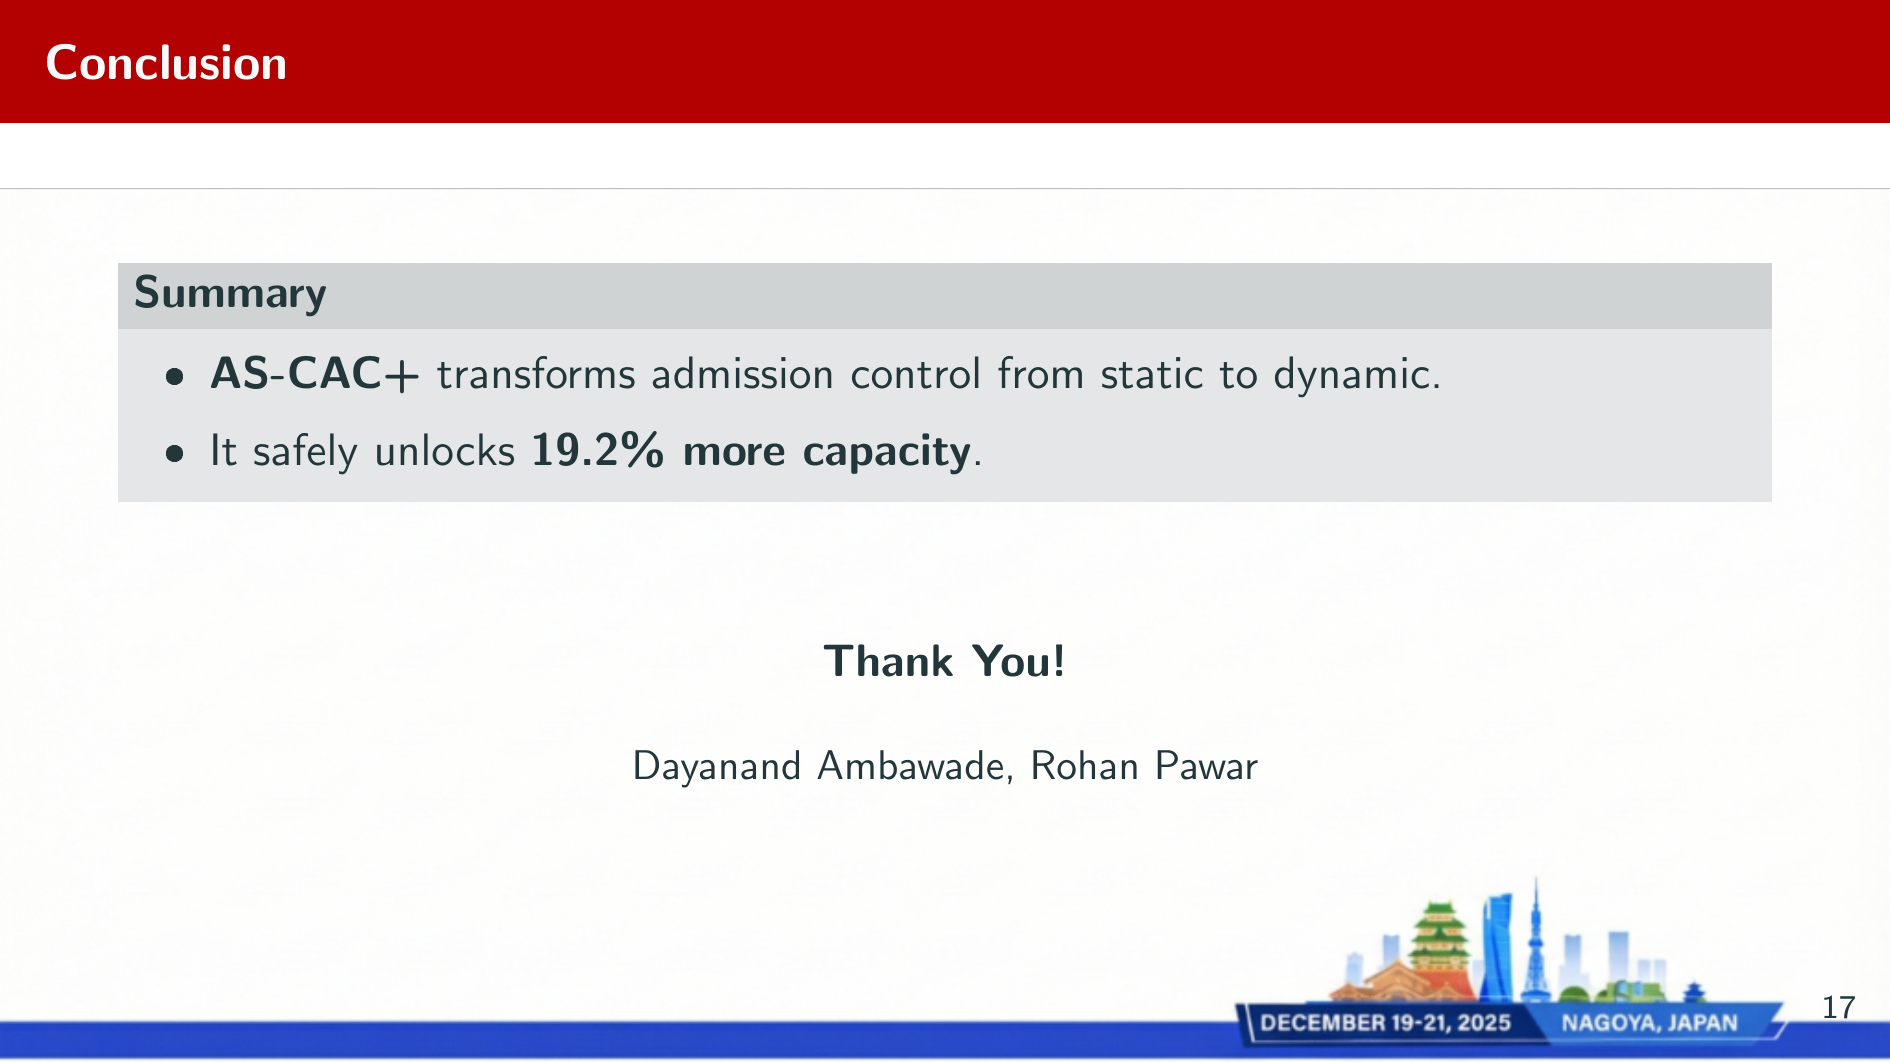 Conclusion
Summary
• AS-CAC+ transforms admission control from static to dynamic.
• It safely unlocks 19.2% more capacity.
Thank You!
Dayanand Ambawade, Rohan Pawar
DECEMBER 19-21, 2025 NAGOYA, JAPAN
17